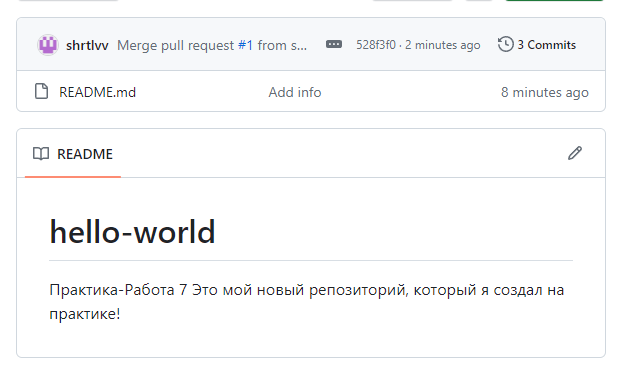 shrtlvv Merge pull request #1 from s... 528f3f0 · 2 minutes ago 3 Commits
README.md Add info 8 minutes ago
README
hello-world
Практика-Работа 7 Это мой новый репозиторий, который я создал на
практике!